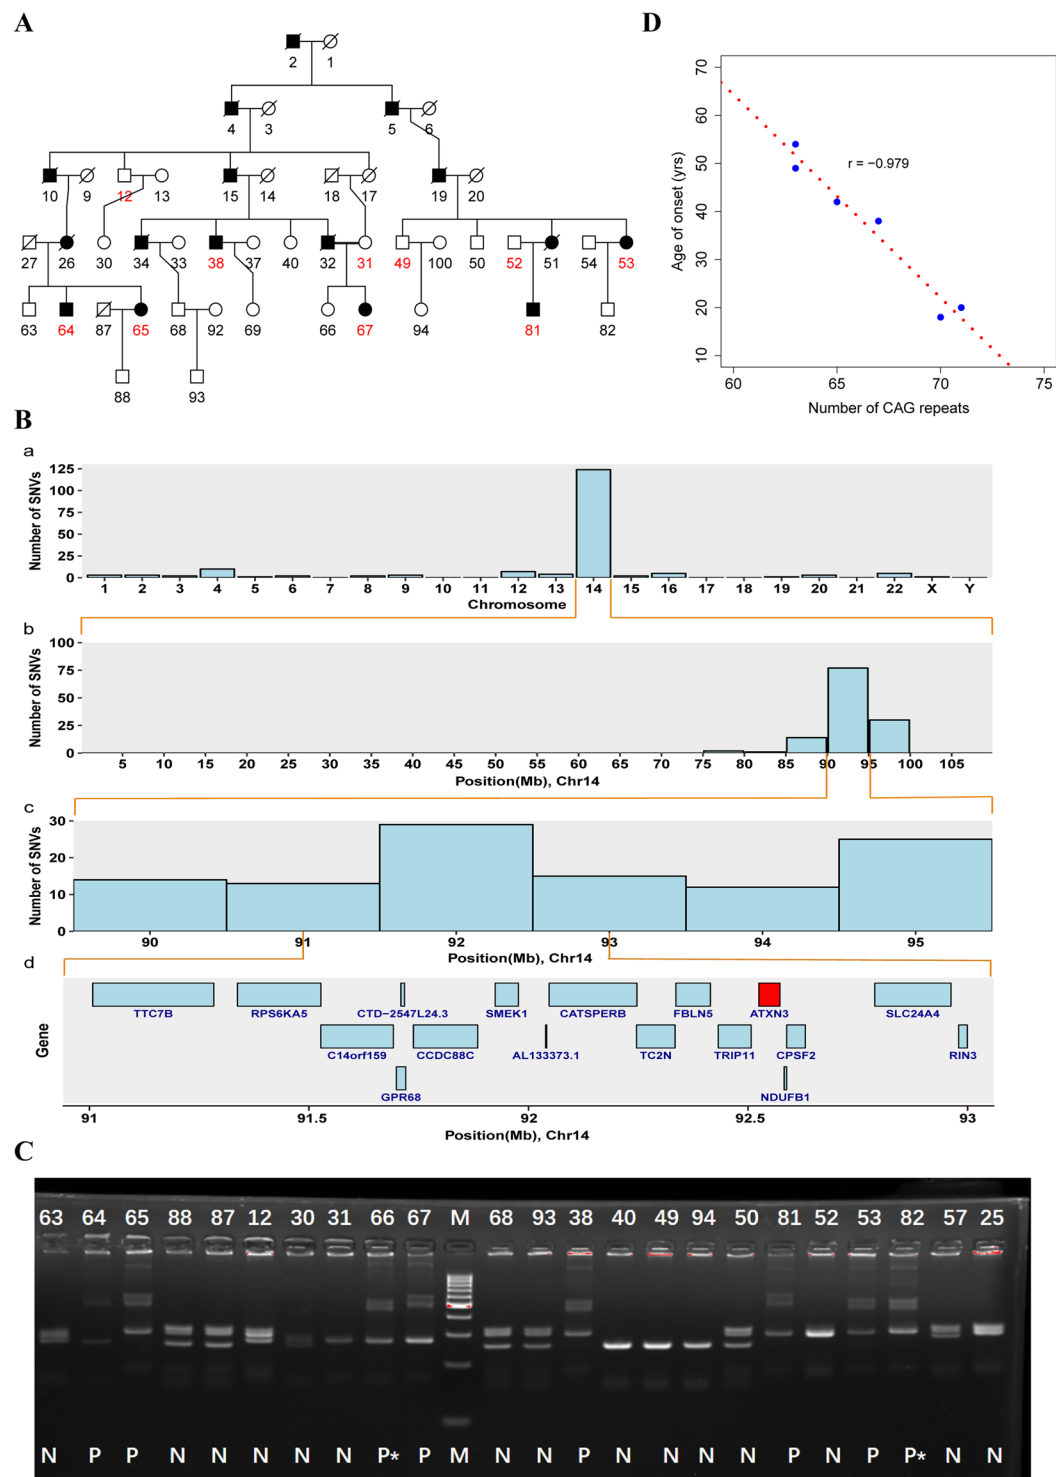 A
2 1
4 3 5 6
10 9 12 13 15 14 18 17 19 20
27 26 30 34 33 38 37 40 32 31 49 100 50 52 51 54 53
63 64 87 65 68 92 69 66 67 94 81 82
88 93
D
Age of onset (yrs)
70
60
50
40
30
20
10
r = −0.979
60 65 70 75
Number of CAG repeats
B
a
Number of SNVs
125
100
75
50
25
0
1 2 3 4 5 6 7 8 9 10 11 12 13 14 15 16 17 18 19 20 21 22 X Y
Chromosome
b
Number of SNVs
100
75
50
25
0
5 10 15 20 25 30 35 40 45 50 55 60 65 70 75 80 85 90 95 100 105
Position(Mb), Chr14
c
Number of SNVs
30
20
10
0
90 91 92 93 94 95
Position(Mb), Chr14
d
Gene
TTC7B RPS6KA5 CTD−2547L24.3 SMEK1 CATSPERB FBLN5 ATXN3 SLC24A4
C14orf159 CCDC88C AL133373.1 TC2N TRIP11 CPSF2 RIN3
GPR68 NDUFB1
91 91.5 92 92.5 93
Position(Mb), Chr14
C
63 64 65 88 87 12 30 31 66 67 M 68 93 38 40 49 94 50 81 52 53 82 57 25
N P P N N N N N P* P M N N P N N N N P N P P* N N